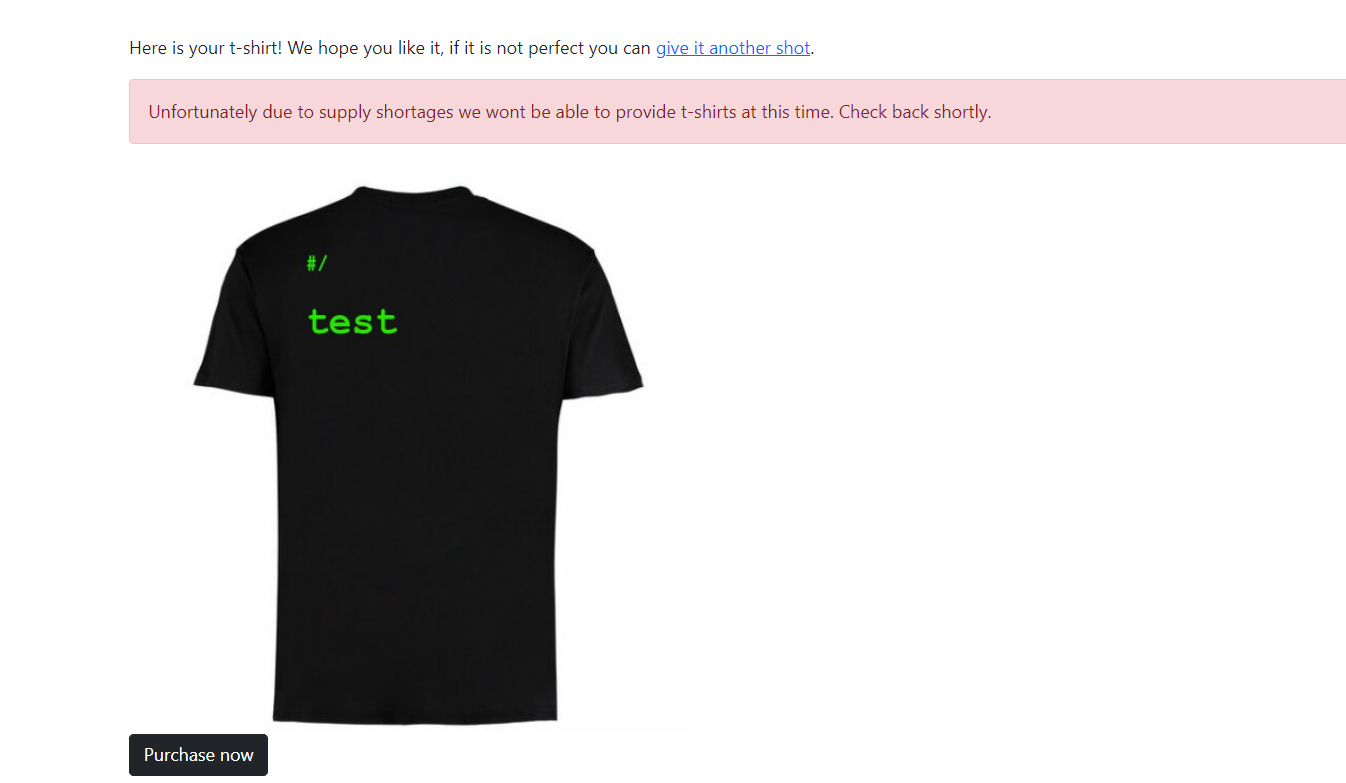 Here is your t-shirt! We hope you like it, if it is not perfect you can give it another shot.
Unfortunately due to supply shortages we wont be able to provide t-shirts at this time. Check back shortly.
#/
test
Purchase now